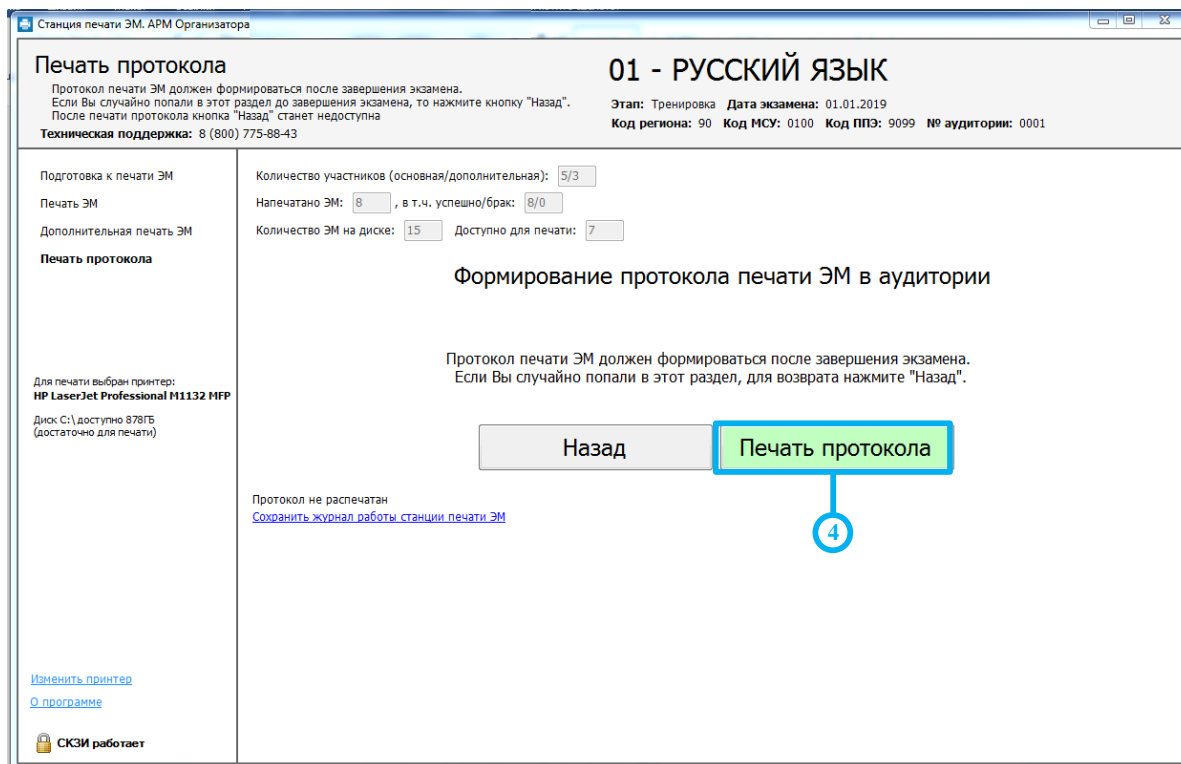 Станция печати ЭМ. АРМ Организатора
Печать протокола
Протокол печати ЭМ должен формироваться после завершения экзамена.
Если Вы случайно попали в этот раздел до завершения экзамена, то нажмите кнопку "Назад".
После печати протокола кнопка "Назад" станет недоступна
Техническая поддержка: 8 (800) 775-88-43
01 - РУССКИЙ ЯЗЫК
Этап: Тренировка Дата экзамена: 01.01.2019
Код региона: 90 Код МСУ: 0100 Код ППЭ: 9099 № аудитории: 0001
Подготовка к печати ЭМ
Печать ЭМ
Дополнительная печать ЭМ
Печать протокола
Для печати выбран принтер:
HP LaserJet Professional M1132 MFP
Диск C:\ доступно 878ГБ
(достаточно для печати)
Изменить принтер
О программе
СКЗИ работает
Количество участников (основная/дополнительная): 5/3
Напечатано ЭМ: 8 , в т.ч. успешно/брак: 8/0
Количество ЭМ на диске: 15 Доступно для печати: 7
Формирование протокола печати ЭМ в аудитории
Протокол печати ЭМ должен формироваться после завершения экзамена.
Если Вы случайно попали в этот раздел, для возврата нажмите "Назад".
Назад Печать протокола
4
Протокол не распечатан
Сохранить журнал работы станции печати ЭМ